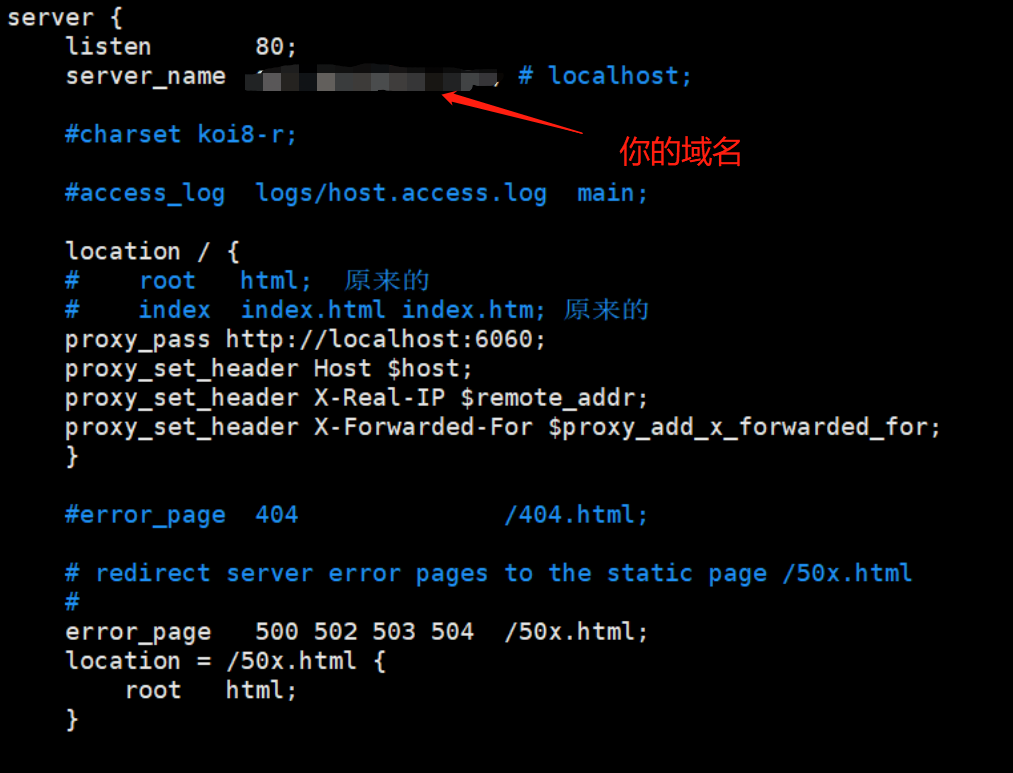 server {
listen 80;
server_name # localhost;
#charset koi8-r;
你的域名
#access_log logs/host.access.log main;
location / {
# root html; 原来的
# index index.html index.htm; 原来的
proxy_pass http://localhost:6060;
proxy_set_header Host $host;
proxy_set_header X-Real-IP $remote_addr;
proxy_set_header X-Forwarded-For $proxy_add_x_forwarded_for;
}
#error_page 404 /404.html;
# redirect server error pages to the static page /50x.html
#
error_page 500 502 503 504 /50x.html;
location = /50x.html {
root html;
}